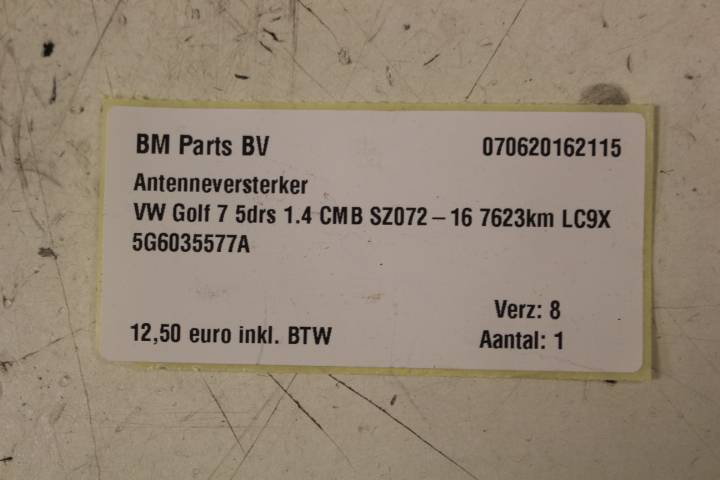 BM Parts BV 070620162115
Antenneversterker
VW Golf 7 5drs 1.4 CMB SZ072 – 16 7623km LC9X
5G6035577A
Verz: 8
12,50 euro inkl. BTW Aantal: 1